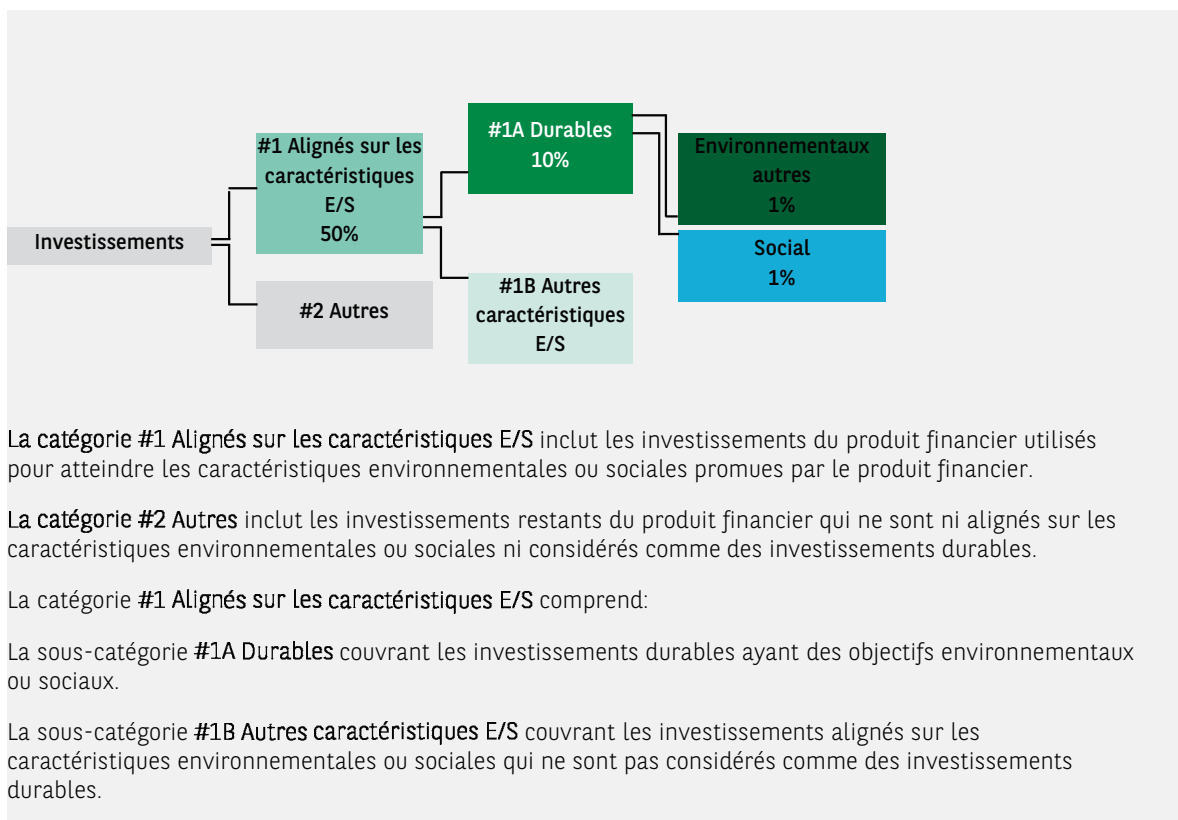 #1A Durables
10%
#1 Alignés sur les
caractéristiques
E/S
50%
Environnementaux
autres
1%
Investissements
Social
1%
#2 Autres
#1B Autres
caractéristiques
E/S
La catégorie #1 Alignés sur les caractéristiques E/S inclut les investissements du produit financier utilisés
pour atteindre les caractéristiques environnementales ou sociales promues par le produit financier.
La catégorie #2 Autres inclut les investissements restants du produit financier qui ne sont ni alignés sur les
caractéristiques environnementales ou sociales ni considérés comme des investissements durables.
La catégorie #1 Alignés sur les caractéristiques E/S comprend:
La sous-catégorie #1A Durables couvrant les investissements durables ayant des objectifs environnementaux
ou sociaux.
La sous-catégorie #1B Autres caractéristiques E/S couvrant les investissements alignés sur les
caractéristiques environnementales ou sociales qui ne sont pas considérés comme des investissements
durables.